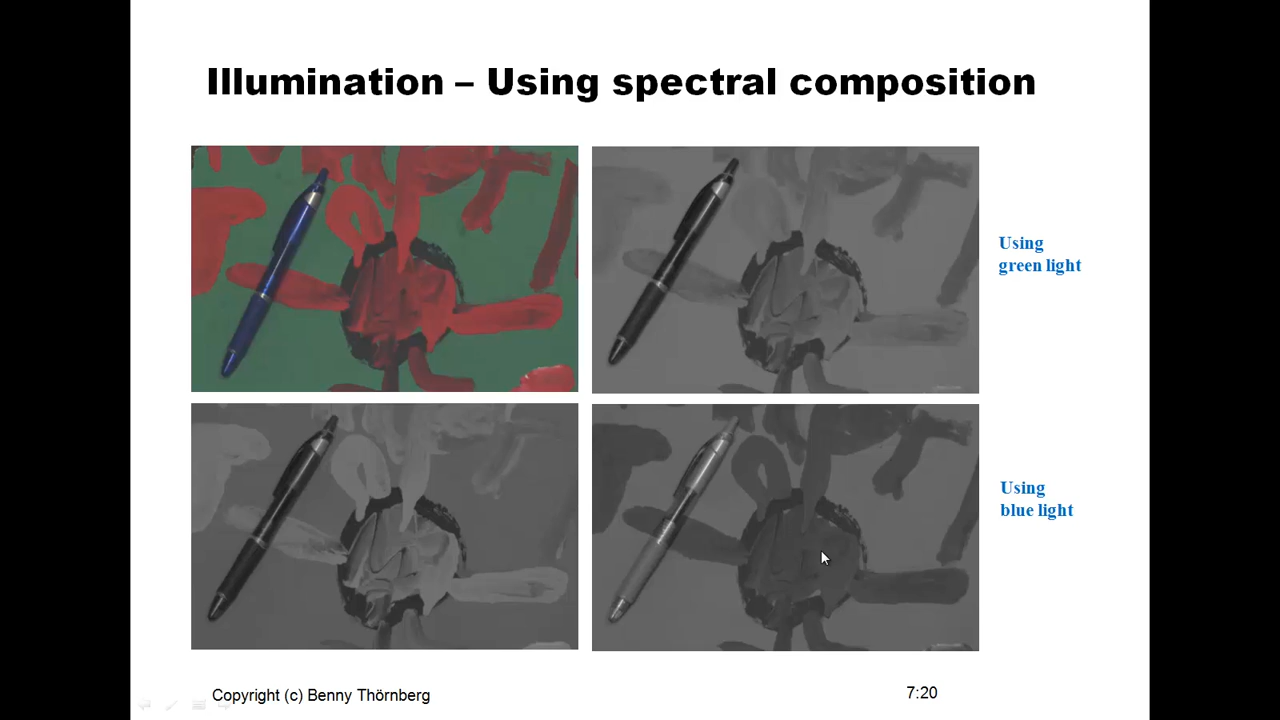 Illumination – Using spectral composition
Using
green light
Using
blue light
Copyright (c) Benny Thörnberg
7:20